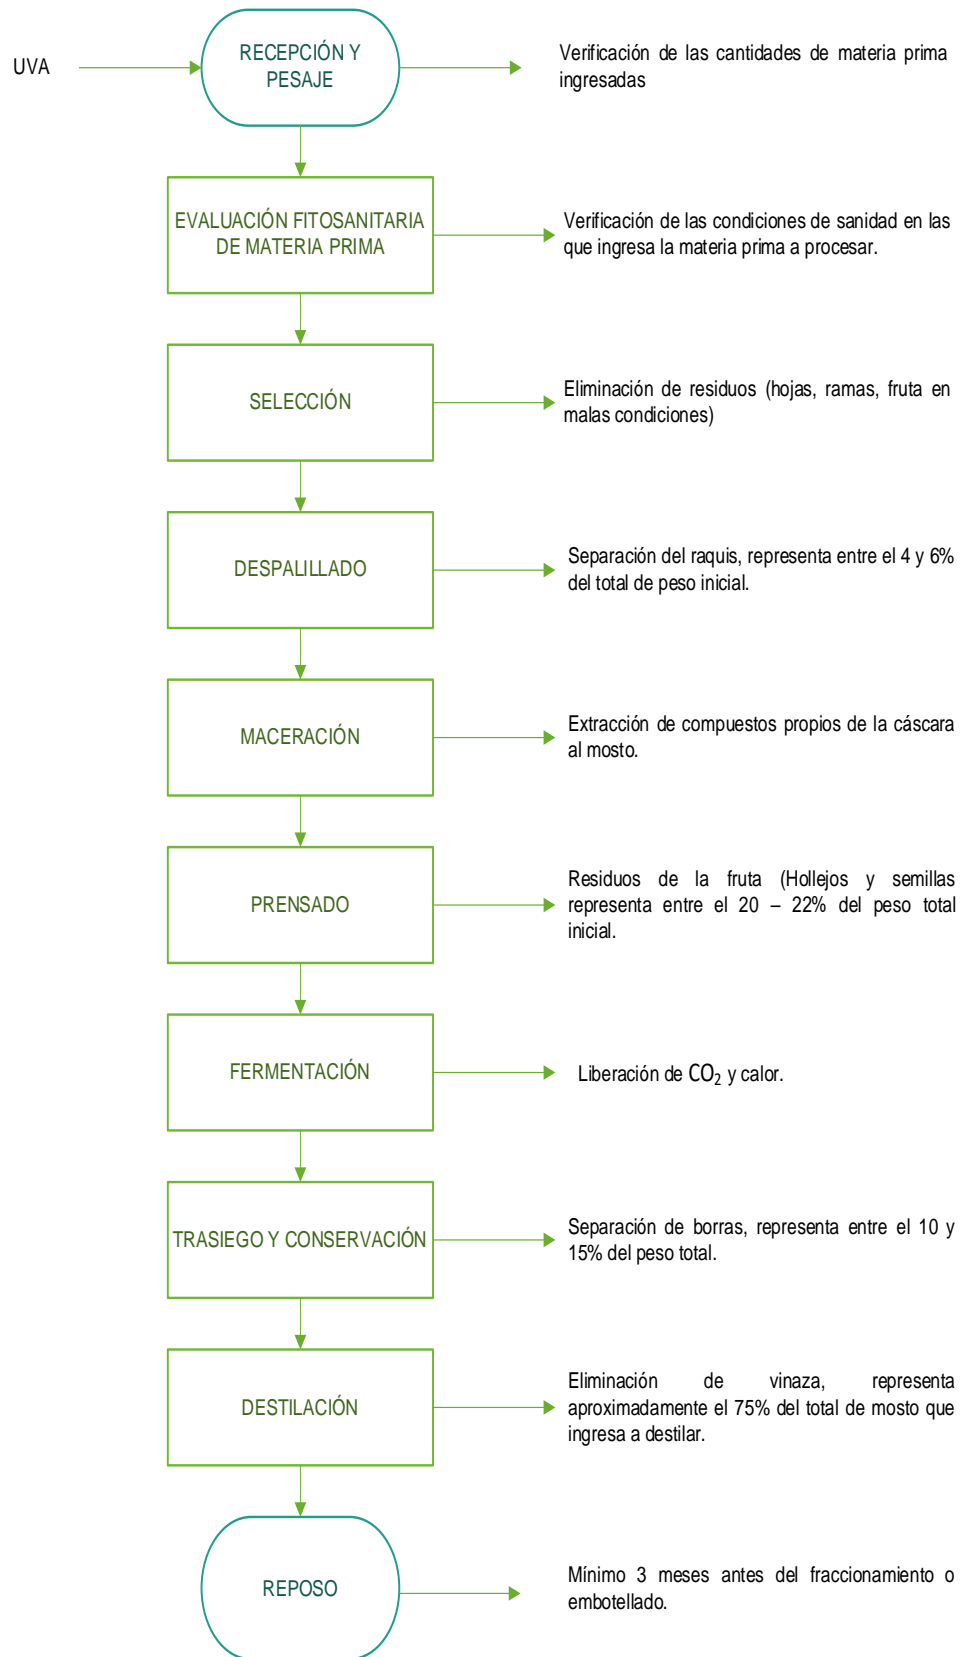 UVA
RECEPCIÓN Y
PESAJE
Verificación de las cantidades de materia prima
ingresadas
EVALUACIÓN FITOSANITARIA
DE MATERIA PRIMA
Verificación de las condiciones de sanidad en las
que ingresa la materia prima a procesar.
SELECCIÓN
Eliminación de residuos (hojas, ramas, fruta en
malas condiciones)
DESPALILLADO
Separación del raquis, representa entre el 4 y 6%
del total de peso inicial.
MACERACIÓN
Extracción de compuestos propios de la cáscara
al mosto.
PRENSADO
Residuos de la fruta (Hollejos y semillas
representa entre el 20 – 22% del peso total
inicial.
FERMENTACIÓN
Liberación de CO₂ y calor.
TRASIEGO Y CONSERVACIÓN
Separación de borras, representa entre el 10 y
15% del peso total.
DESTILACIÓN
Eliminación de vinaza, representa
aproximadamente el 75% del total de mosto que
ingresa a destilar.
REPOSO
Mínimo 3 meses antes del fraccionamiento o
embotellado.